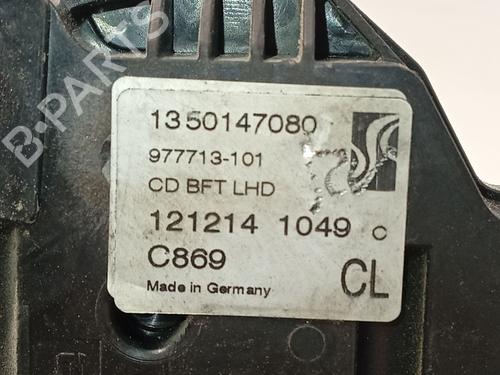 B-PARTS
1350147080
977713-101
CD BFT LHD
121214 1049 C
C869
CL
Made in Germany